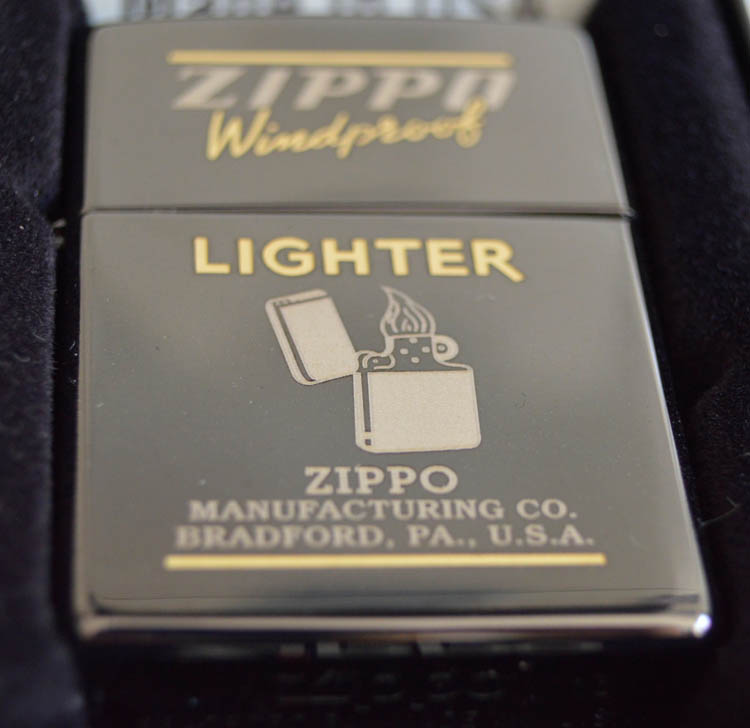 ZIPPO
Windproof
LIGHTER
ZIPPO
MANUFACTURING CO.
BRADFORD, PA., U.S.A.